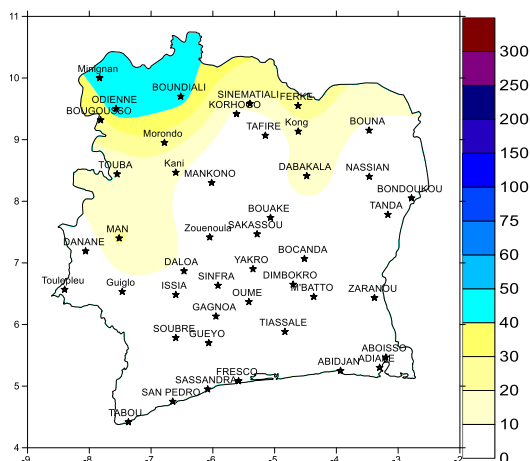 11
10
9
8
7
6
5
4
-9
-8
-7
-6
-5
-4
-3
-2
Minignan
ODIENNE
BOUGOUSSO
BOUNDIALI
SINEMATIALI
FERKE
KORHOGO
Kong
TAFIRE
BOUNA
Morondo
TOUBA
Kani
MANKONO
DABAKALA
NASSIAN
BONDOUKOU
TANDA
BOUAKE
SAKASSOU
Zouenoula
MAN
DANANE
BOCANDA
YAKRO
DALOA
DIMBOKRO
SINFRA
Toulepleu
Guiglo
ISSIA
OUME
M'BATTO
ZARANOU
GAGNOA
TIASSALE
SOUBRE
GUEYO
ABOISSO
ADIAKE
ABIDJAN
FRESCO
SASSANDRA
SAN PEDRO
TABOU
300
250
200
150
100
75
60
50
40
30
20
10
0